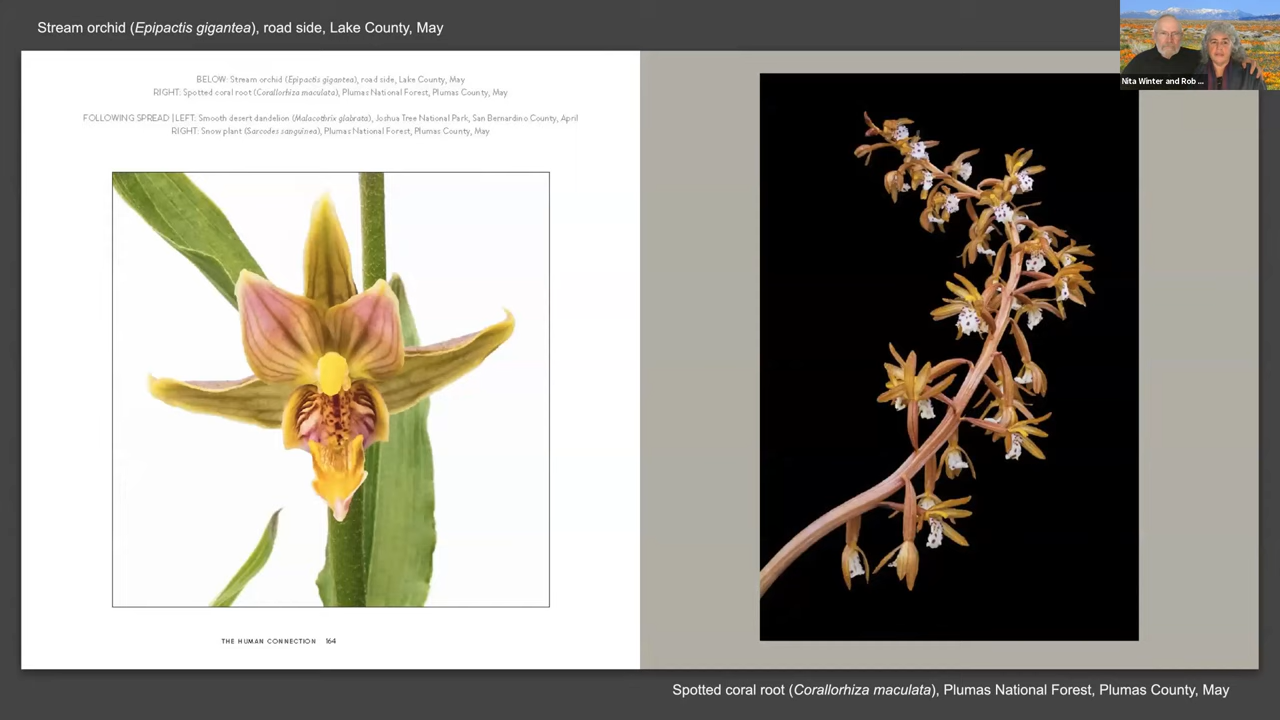 Stream orchid (Epipactis gigantea), road side, Lake County, May
Nita Winter and Rob ...
BELOW: Stream orchid (Epipactis gigantea), road side, Lake County, May
RIGHT: Spotted coral root (Corallorhiza maculata), Plumas National Forest, Plumas County, May
FOLLOWING SPREAD | LEFT: Smooth desert dandelion (Malacothrix glabrata), Joshua Tree National Park, San Bernardino County, April
RIGHT: Snow plant (Sarcodes sanguinea), Plumas National Forest, Plumas County, May
THE HUMAN CONNECTION 164
Spotted coral root (Corallorhiza maculata), Plumas National Forest, Plumas County, May